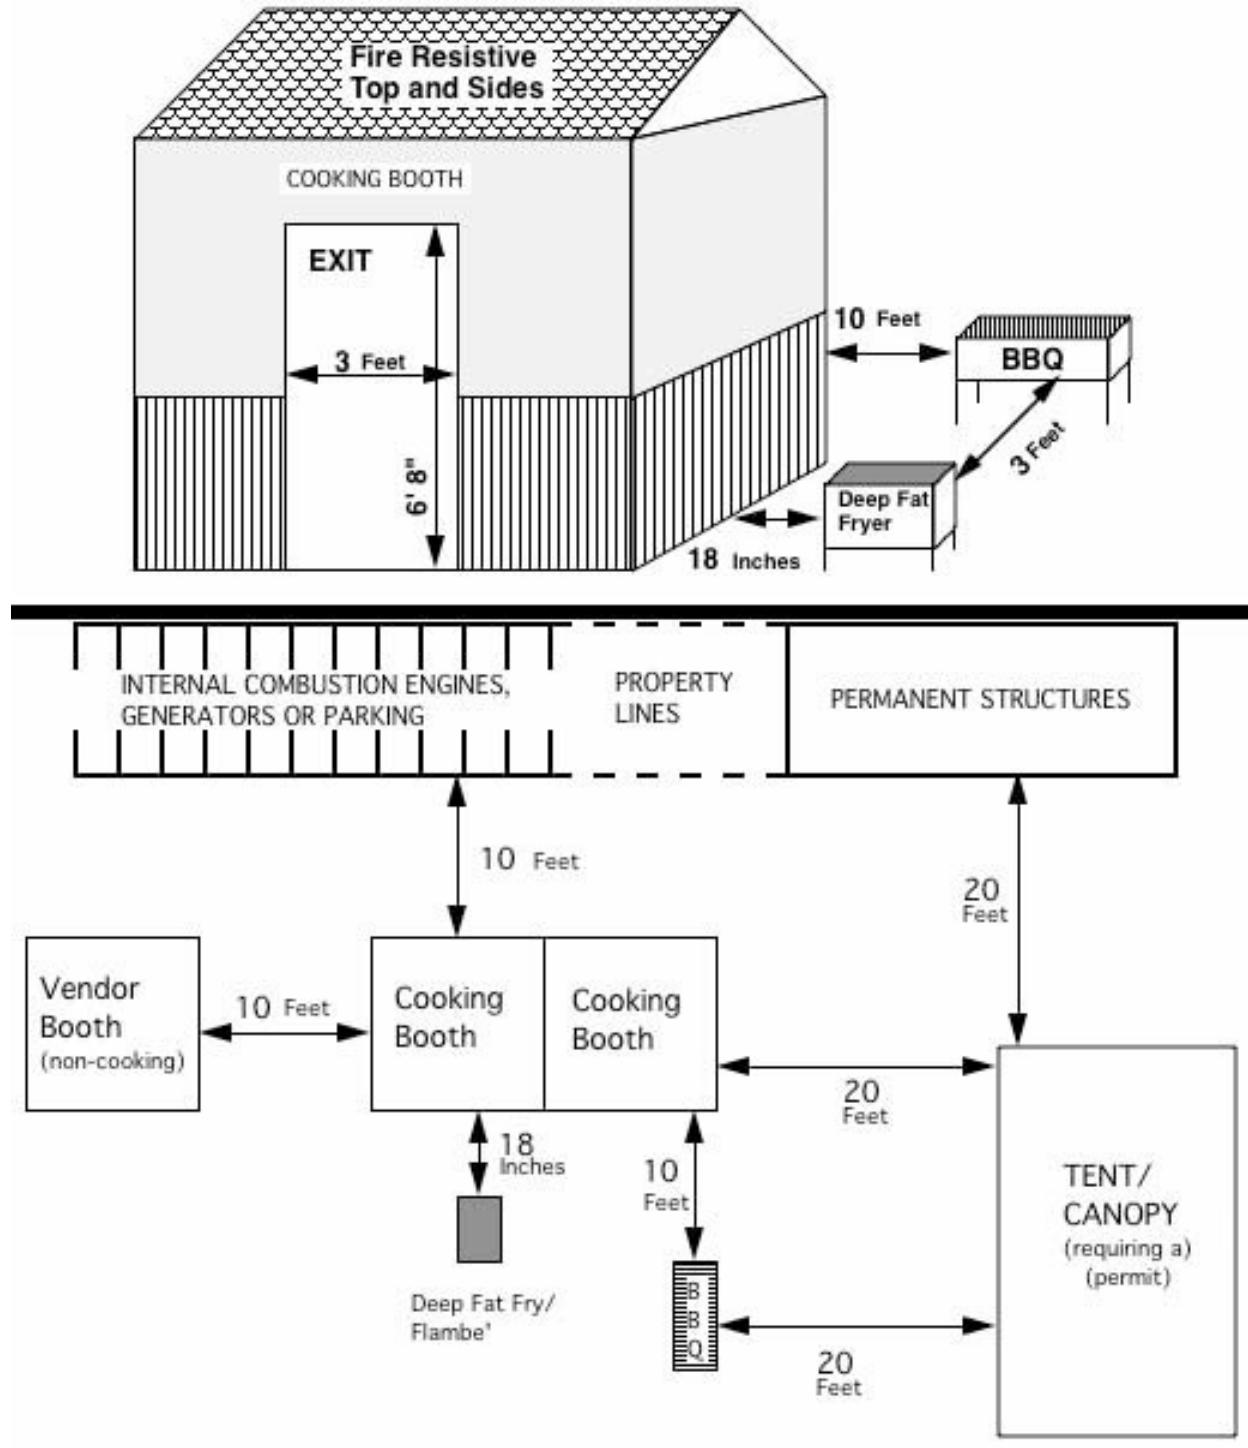 Fire Resistive
Top and Sides
COOKING BOOTH
EXIT
3 Feet
6' 8"
10 Feet
BBQ
3 Feet
Deep Fat
Fryer
18 Inches
INTERNAL COMBUSTION ENGINES,
GENERATORS OR PARKING
PROPERTY
LINES
PERMANENT STRUCTURES
10 Feet
20
Feet
Vendor
Booth
(non-cooking)
10 Feet
Cooking
Booth
Cooking
Booth
20
Feet
18
Inches
10
Feet
Deep Fat Fry/
Flambe'
B
B
Q
20
Feet
TENT/
CANOPY
(requiring a)
(permit)